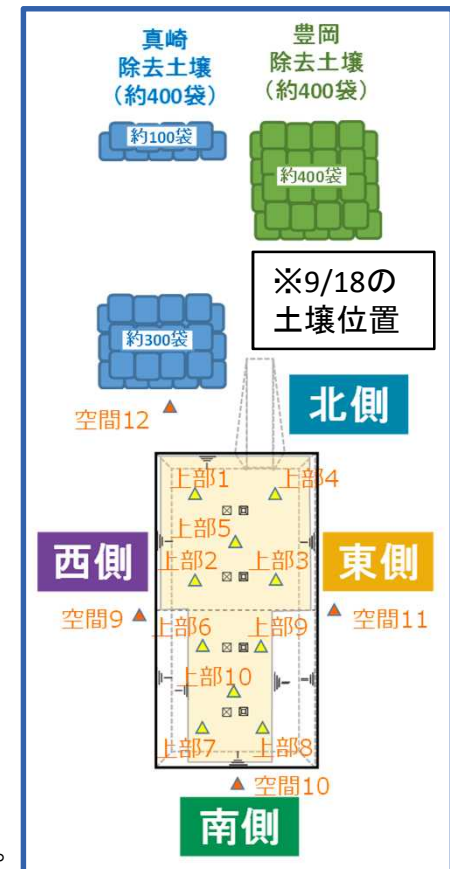 真崎
除去土壌
（約400袋）
豊岡
除去土壌
（約400袋）
約100袋
約400袋
※9/18の
土壌位置
約300袋
空間12
北側
上部1
上部4
上部5
西側
上部2
上部3
東側
空間9
空間11
上部6
上部9
上部10
上部7
上部8
空間10
南側
。